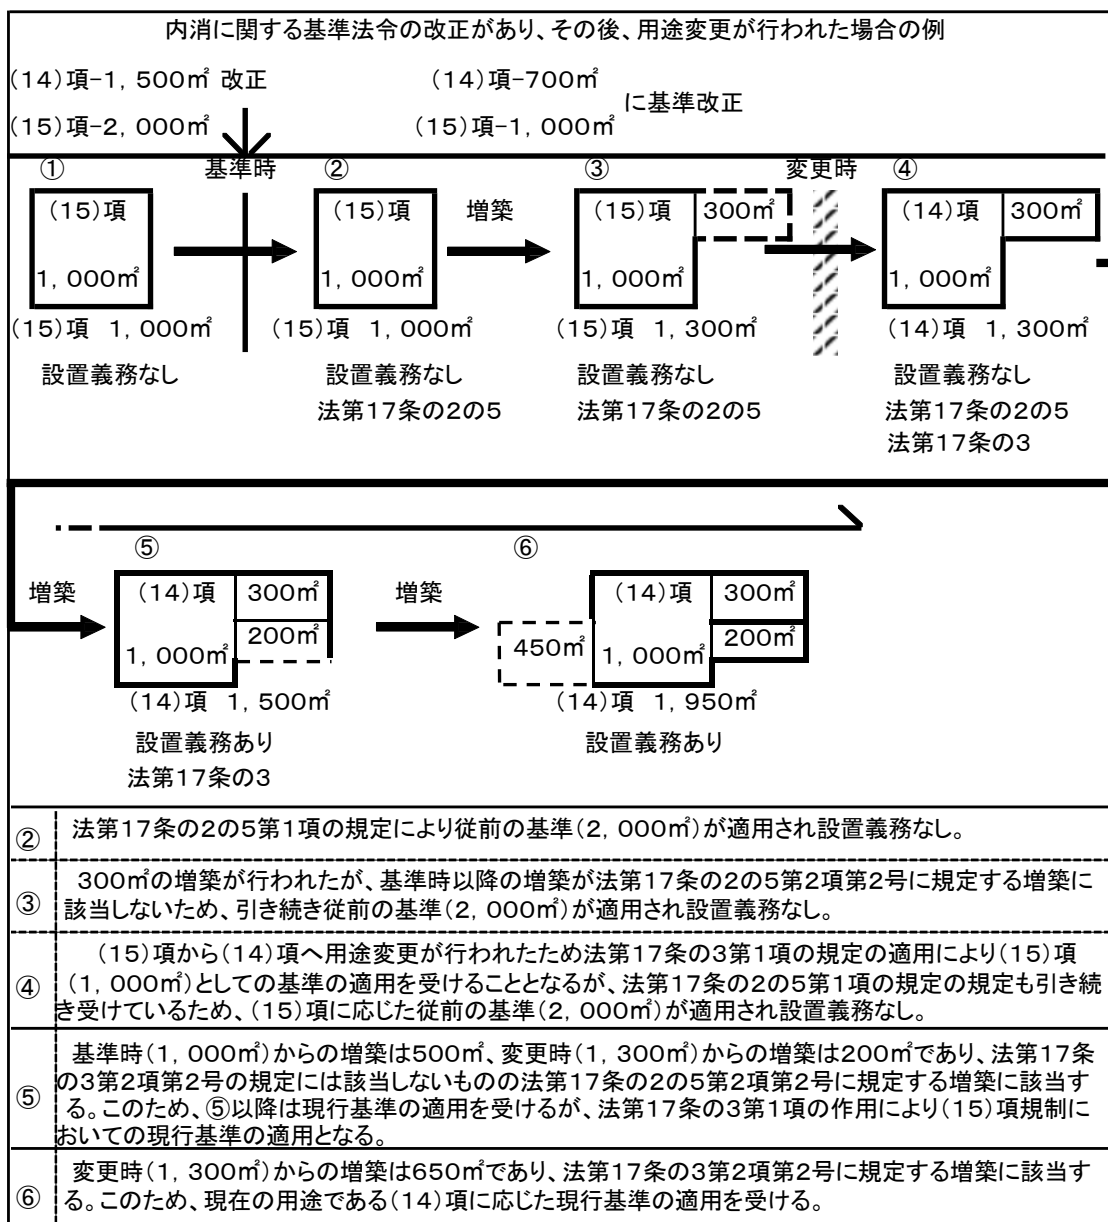 内消に関する基準法令の改正があり、その後、用途変更が行われた場合の例
(14)項−1,500㎡ 改正 (14)項−700㎡
に基準改正
(15)項−2,000㎡ (15)項−1,000㎡
① 基準時 ② ③ 変更時 ④
(15)項 (15)項 増築 (15)項 300㎡ (14)項 300㎡
1,000㎡ 1,000㎡ 1,000㎡ 1,000㎡
(15)項 1,000㎡ (15)項 1,000㎡ (15)項 1,300㎡ (14)項 1,300㎡
設置義務なし 設置義務なし 設置義務なし 設置義務なし
法第17条の2の5 法第17条の2の5 法第17条の2の5
法第17条の3
⑤ ⑥
増築 (14)項 300㎡ 増築 (14)項 300㎡
200㎡ 200㎡
1,000㎡ 450㎡ 1,000㎡
(14)項 1,500㎡ (14)項 1,950㎡
設置義務あり 設置義務あり
法第17条の3
② 法第17条の2の5第1項の規定により従前の基準(2,000㎡)が適用され設置義務なし。
③ 300㎡の増築が行われたが、基準時以降の増築が法第17条の2の5第2項第2号に規定する増築に
該当しないため、引き続き従前の基準(2,000㎡)が適用され設置義務なし。
④ (15)項から(14)項へ用途変更が行われたため法第17条の3第1項の規定の適用により(15)項
(1,000㎡)としての基準の適用を受けることとなるが、法第17条の2の5第1項の規定の規定も引き続
き受けているため、(15)項に応じた従前の基準(2,000㎡)が適用され設置義務なし。
⑤ 基準時(1,000㎡)からの増築は500㎡、変更時(1,300㎡)からの増築は200㎡であり、法第17条
の3第2項第2号の規定には該当しないものの法第17条の2の5第2項第2号に規定する増築に該当す
る。このため、⑤以降は現行基準の適用を受けるが、法第17条の3第1項の作用により(15)項規制に
おいての現行基準の適用となる。
⑥ 変更時(1,300㎡)からの増築は650㎡であり、法第17条の3第2項第2号に規定する増築に該当す
る。このため、現在の用途である(14)項に応じた現行基準の適用を受ける。